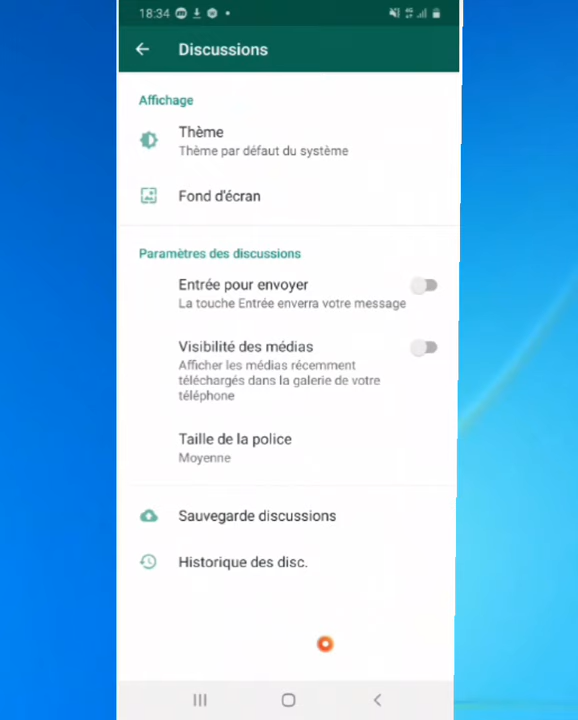 18:34
Discussions
Affichage
Thème
Thème par défaut du système
Fond d'écran
Paramètres des discussions
Entrée pour envoyer
La touche Entrée enverra votre message
Visibilité des médias
Afficher les médias récemment
téléchargés dans la galerie de votre
téléphone
Taille de la police
Moyenne
Sauvegarde discussions
Historique des disc.